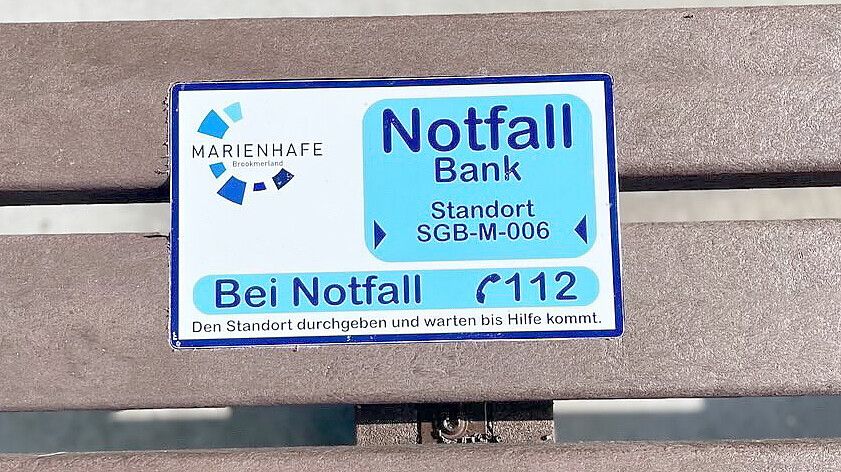 MARIENHAFE
Brookmerland
Notfall
Bank
Standort
SGB-M-006
Bei Notfall 112
Den Standort durchgeben und warten bis Hilfe kommt.